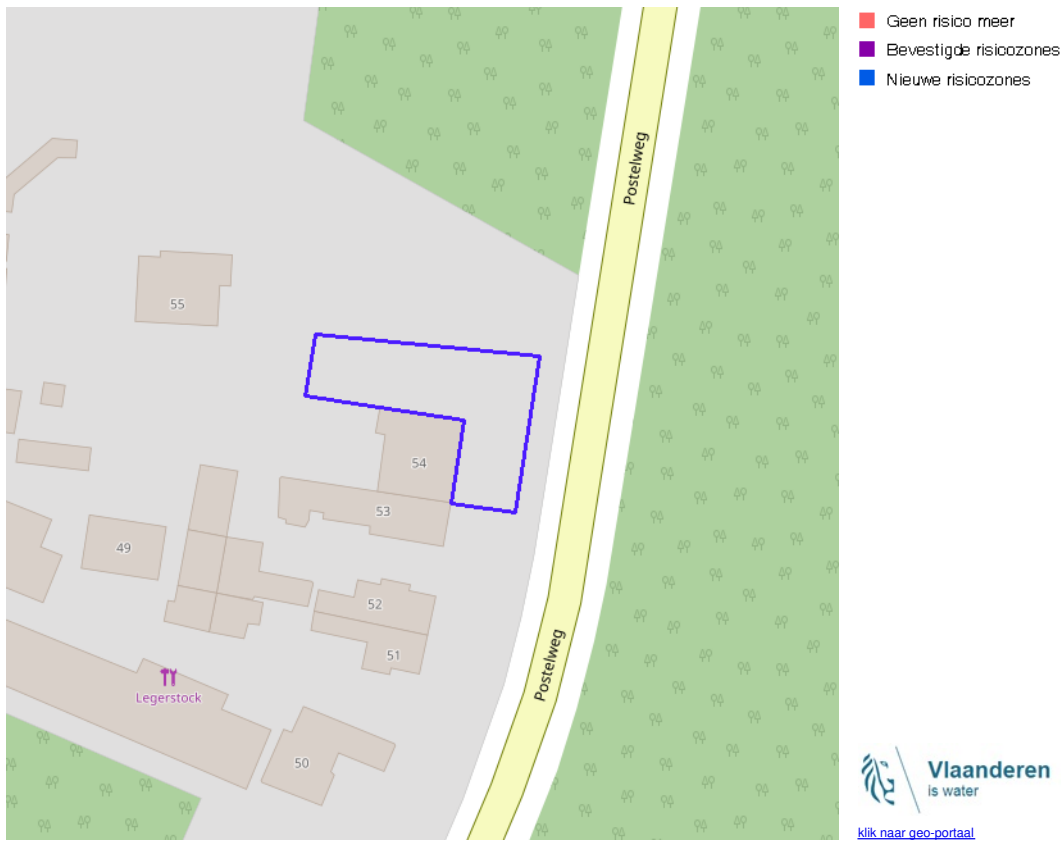 Geen risico meer
Bevestigde risicozones
Nieuwe risicozones
Postelweg
55
54
53
49
52
51
Postelweg
Legerstock
50
Vlaanderen
is water
klik naar geo-portaal